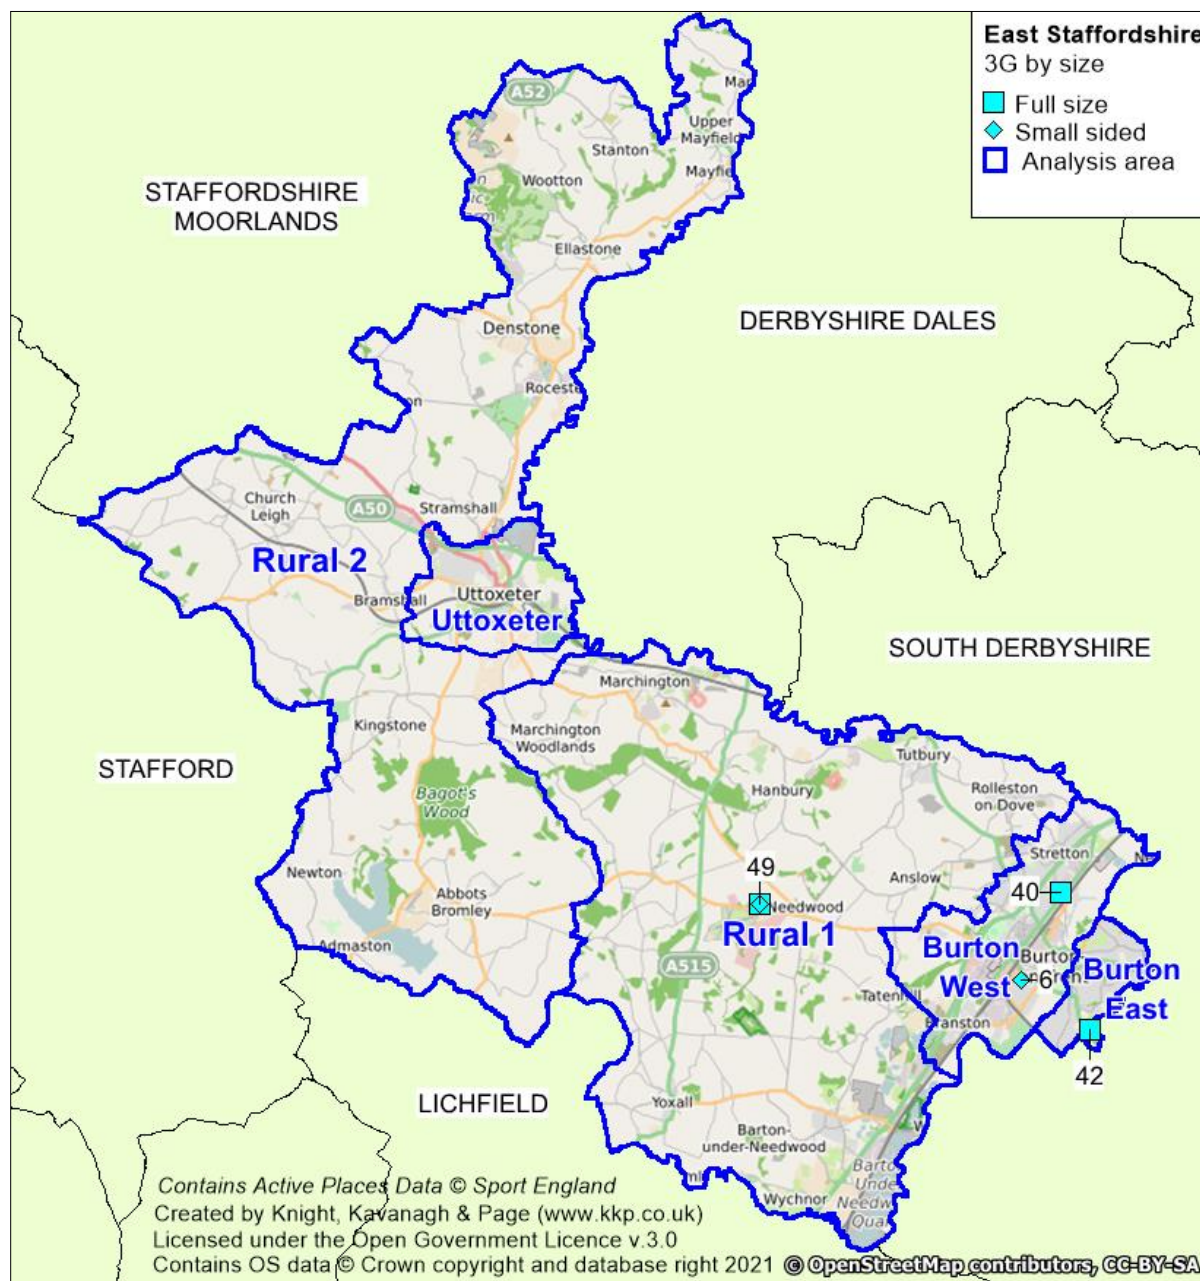 East Staffordshire
3G by size
Full size
Small sided
Analysis area
A52
Upper
Mayfield
Stanton
STAFFORDSHIRE
MOORLANDS
Wootton
Ellastone
DERBYSHIRE DALES
Denstone
Church
Leigh
A50
Stramshall
Rural 2
Uttoxeter
Bramshall
Uttoxeter
SOUTH DERBYSHIRE
Marchington
Kingstone
Marchington
Woodlands
Tutbury
STAFFORD
Bagot's
Wood
Hanbury
Rolleston
on Dove
Stretton
49
Newton
Anslow
40
Abbots
Bromley
Needwood
Rural 1
Burton
West
Admaston
A515
6
Burton
East
Branston
42
LICHFIELD
Yoxall
Barton-
under-Needwood
Wychnor
Contains Active Places Data © Sport England
Created by Knight, Kavanagh & Page (www.kkp.co.uk)
Licensed under the Open Government Licence v.3.0
Contains OS data © Crown copyright and database right 2021
© OpenStreetMap contributors, CC-BY-SA